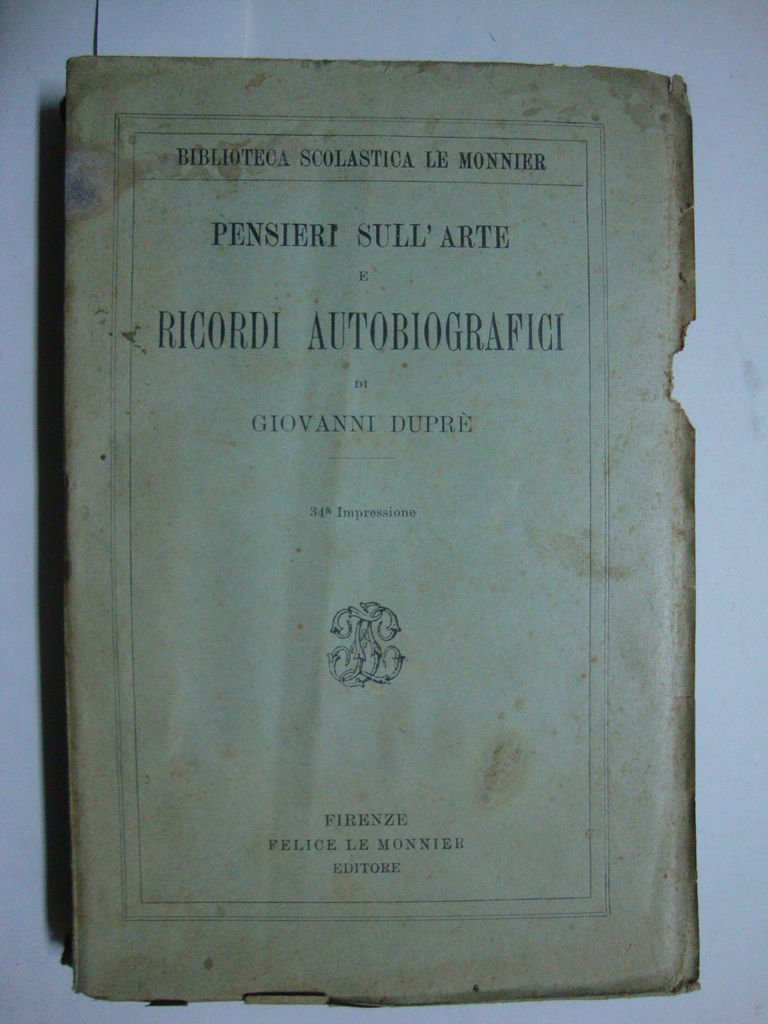 BIBLIOTECA SCOLASTICA LE MONNIER
PENSIERI SULL' ARTE
E
RICORDI AUTOBIOGRAFICI
DI
GIOVANNI DUPRÈ
34ª Impressione
FIRENZE
FELICE LE MONNIER
EDITORE